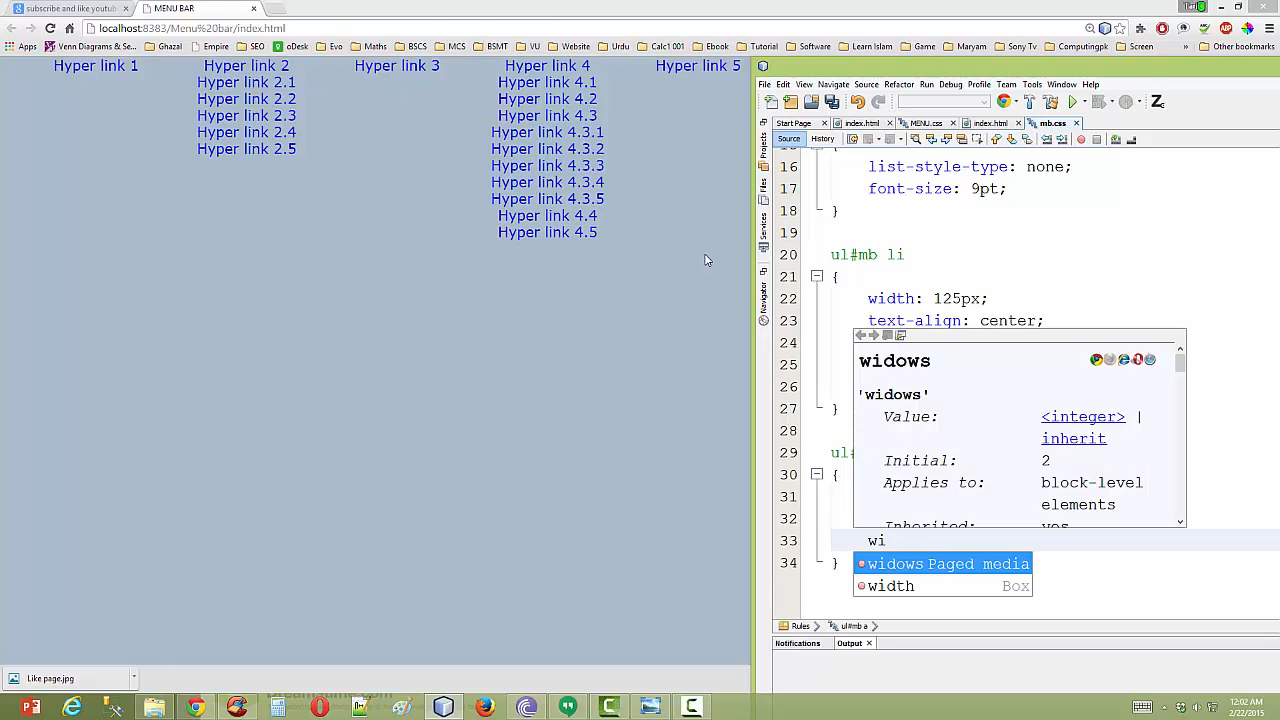 subscribe and like youtub
MENU BAR
localhost:8383/Menu%20bar/index.html
Apps
Venn Diagrams & Se...
Ghazal
Empire
SEO
oDesk
Evo
Maths
BSCS
MCS
BSMT
VU
Website
Urdu
Calc1 001
Ebook
Tutorial
Software
Learn Islam
Game
Maryam
Sony Tv
Computingpk
Screen
»
Other bookmarks
Hyper link 1
Hyper link 2
Hyper link 2.1
Hyper link 2.2
Hyper link 2.3
Hyper link 2.4
Hyper link 2.5
Hyper link 3
Hyper link 4
Hyper link 4.1
Hyper link 4.2
Hyper link 4.3
Hyper link 4.3.1
Hyper link 4.3.2
Hyper link 4.3.3
Hyper link 4.3.4
Hyper link 4.3.5
Hyper link 4.4
Hyper link 4.5
Hyper link 5
File Edit View Navigate Source Refactor Run Debug Profile Team Tools Window Help
Start Page
index.html
MENU.css
index.html
mb.css
Source
History
Projects
Files
Services
Navigator
16 list-style-type: none;
17 font-size: 9pt;
18 }
19
20 ul#mb li
21 {
22 width: 125px;
23 text-align: center;
24
25
26
27 }
28
29 ul#
30 {
31
32
33 wi
34 }
widows
'widows'
Value: <integer> |
inherit
Initial: 2
Applies to: block-level
elements
Inherited: yes
widows Paged media
width Box
Rules
ul#mb a
Notifications
Output
Like page.jpg
12:02 AM
2/22/2015